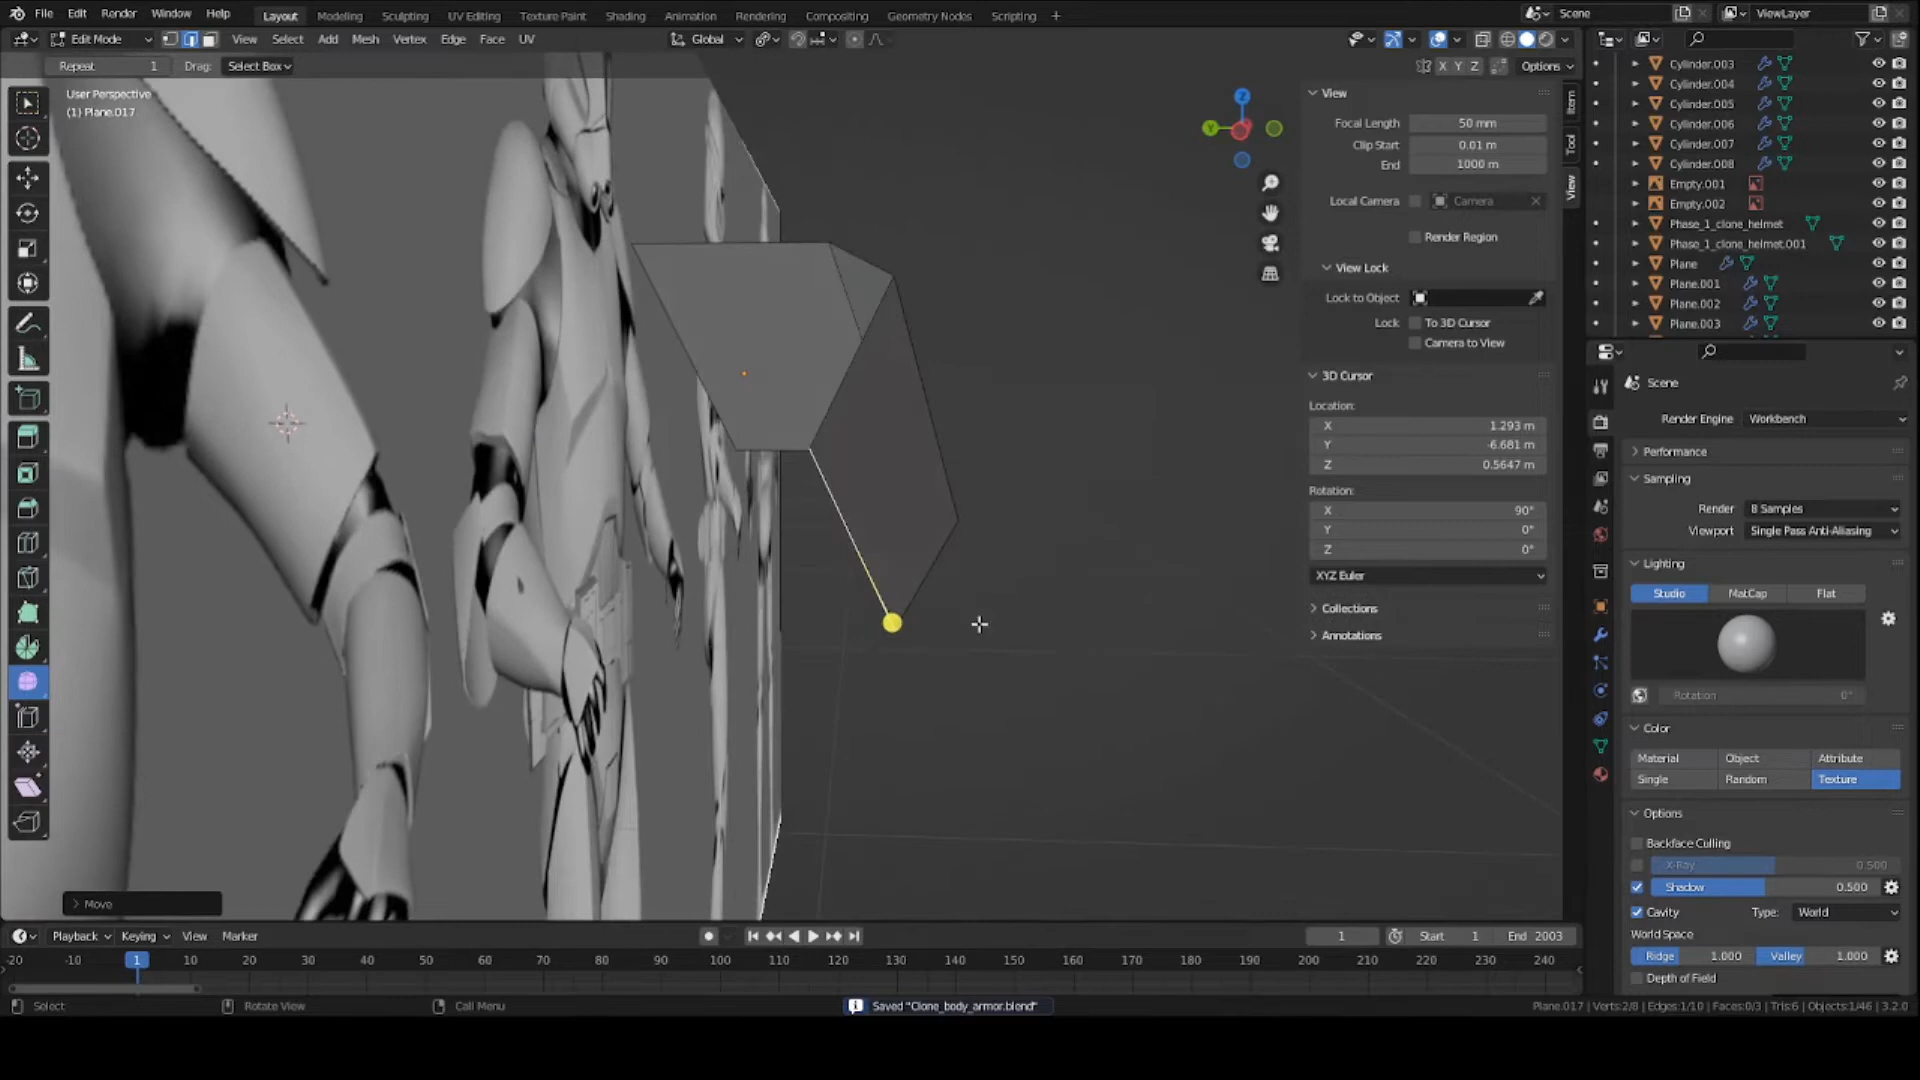 File Edit Render Window Help Layout Modeling Sculpting UV Editing Texture Paint Shading Animation Rendering Compositing Geometry Nodes Scripting + Scene ViewLayer
Edit Mode View Select Add Mesh Vertex Edge Face UV Global
Repeat 1 Drag: Select Box X Y Z Options
User Perspective
(1) Plane.017
Z
Y
View
Focal Length 50 mm
Clip Start 0.01 m
End 1000 m
Local Camera Camera
Render Region
View Lock
Lock to Object
Lock To 3D Cursor
Camera to View
3D Cursor
Location:
X 1.293 m
Y -6.681 m
Z 0.5647 m
Rotation:
X 90°
Y 0°
Z 0°
XYZ Euler
Collections
Annotations
Item
Tool
View
Cylinder.003
Cylinder.004
Cylinder.005
Cylinder.006
Cylinder.007
Cylinder.008
Empty.001
Empty.002
Phase_1_clone_helmet
Phase_1_clone_helmet.001
Plane
Plane.001
Plane.002
Plane.003
Scene
Render Engine Workbench
Performance
Sampling
Render 8 Samples
Viewport Single Pass Anti-Aliasing
Lighting
Studio MatCap Flat
Rotation 0°
Color
Material Object Attribute
Single Random Texture
Options
Backface Culling
X-Ray 0.500
Shadow 0.500
Cavity Type: World
World Space
Ridge 1.000 Valley 1.000
Depth of Field
Move
Playback Keying View Marker 1 Start 1 End 2003
-20 -10 1 10 20 30 40 50 60 70 80 90 100 110 120 130 140 150 160 170 180 190 200 210 220 230 240
Select Rotate View Call Menu Saved "Clone_body_armor.blend" Plane.017 | Verts:2/8 | Edges:1/10 | Faces:0/3 | Tris:6 | Objects:1/46 | 3.2.0